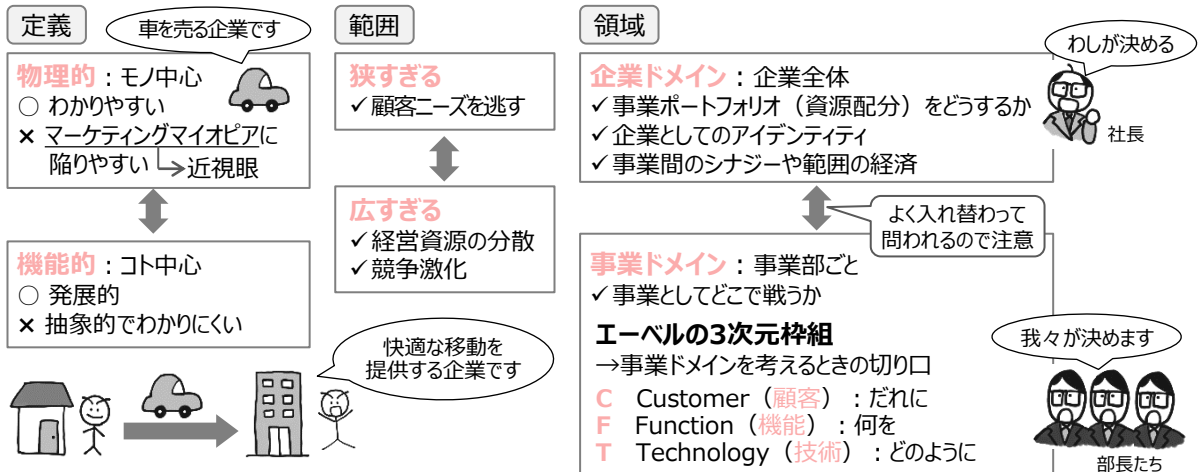 定義
車を売る企業です
物理的：モノ中心
○ わかりやすい
× マーケティングマイオピアに
陥りやすい
近視眼
機能的：コト中心
○ 発展的
× 抽象的でわかりにくい
快適な移動を
提供する企業です
範囲
狭すぎる
✓顧客ニーズを逃す
広すぎる
✓経営資源の分散
✓競争激化
領域
企業ドメイン：企業全体
✓事業ポートフォリオ（資源配分）をどうするか
✓企業としてのアイデンティティ
✓事業間のシナジーや範囲の経済
わしが決める
社長
よく入れ替わって
問われるので注意
事業ドメイン：事業部ごと
✓事業としてどこで戦うか
エーベルの3次元枠組
→事業ドメインを考えるときの切り口
C Customer（顧客）：だれに
F Function（機能）：何を
T Technology（技術）：どのように
我々が決めます
部長たち